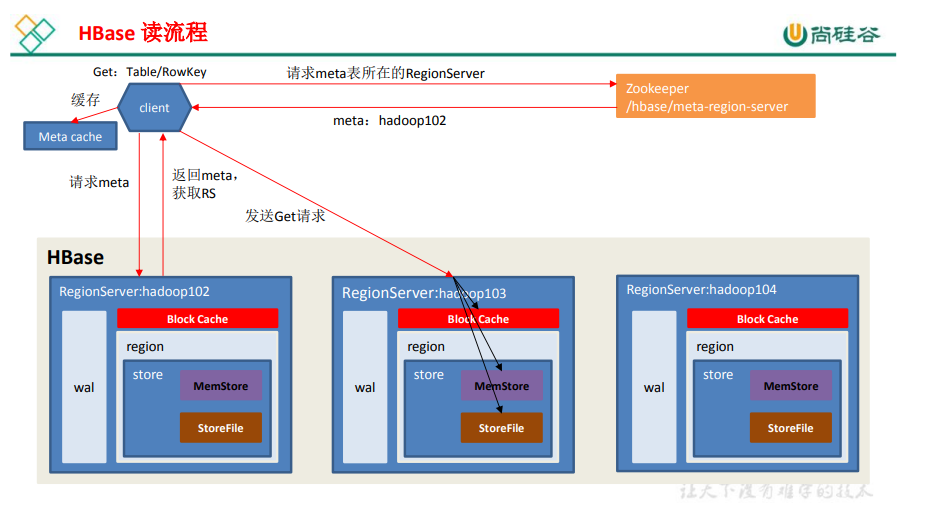 HBase 读流程
尚硅谷
Get：Table/RowKey
请求meta表所在的RegionServer
缓存
client
Zookeeper
/hbase/meta-region-server
meta：hadoop102
Meta cache
请求meta
返回meta，
获取RS
发送Get请求
HBase
RegionServer:hadoop102
Block Cache
region
wal
store
MemStore
StoreFile
RegionServer:hadoop103
Block Cache
region
wal
store
MemStore
StoreFile
RegionServer:hadoop104
Block Cache
region
wal
store
MemStore
StoreFile
让天下没有难学的技术